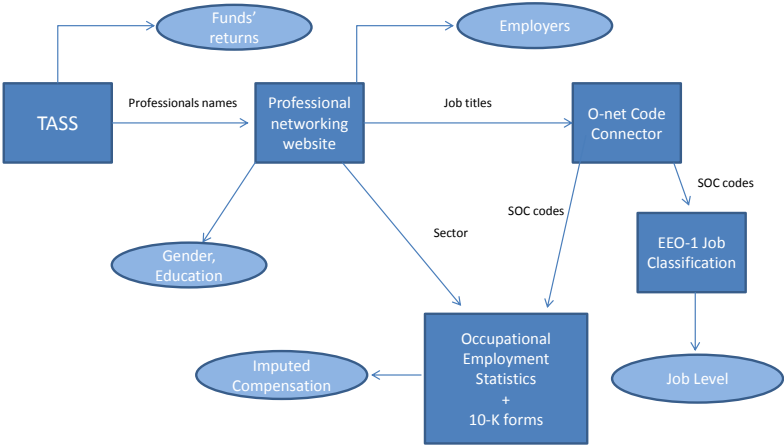 Funds'
returns
Employers
TASS
Professionals names
Professional
networking
website
Job titles
O-net Code
Connector
SOC codes
SOC codes
Sector
Gender,
Education
EEO-1 Job
Classification
Occupational
Employment
Statistics
+
10-K forms
Imputed
Compensation
Job Level